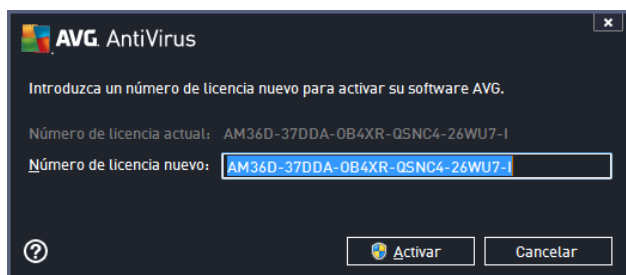 AVG AntiVirus
Introduzca un número de licencia nuevo para activar su software AVG.
Número de licencia actual: AM36D-37DDA-OB4XR-QSNC4-26WU7-I
Número de licencia nuevo: AM36D-37DDA-OB4XR-QSNC4-26WU7-I
Activar Cancelar